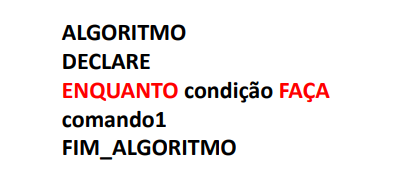 ALGORITMO
DECLARE
ENQUANTO condição FAÇA
comando1
FIM_ALGORITMO